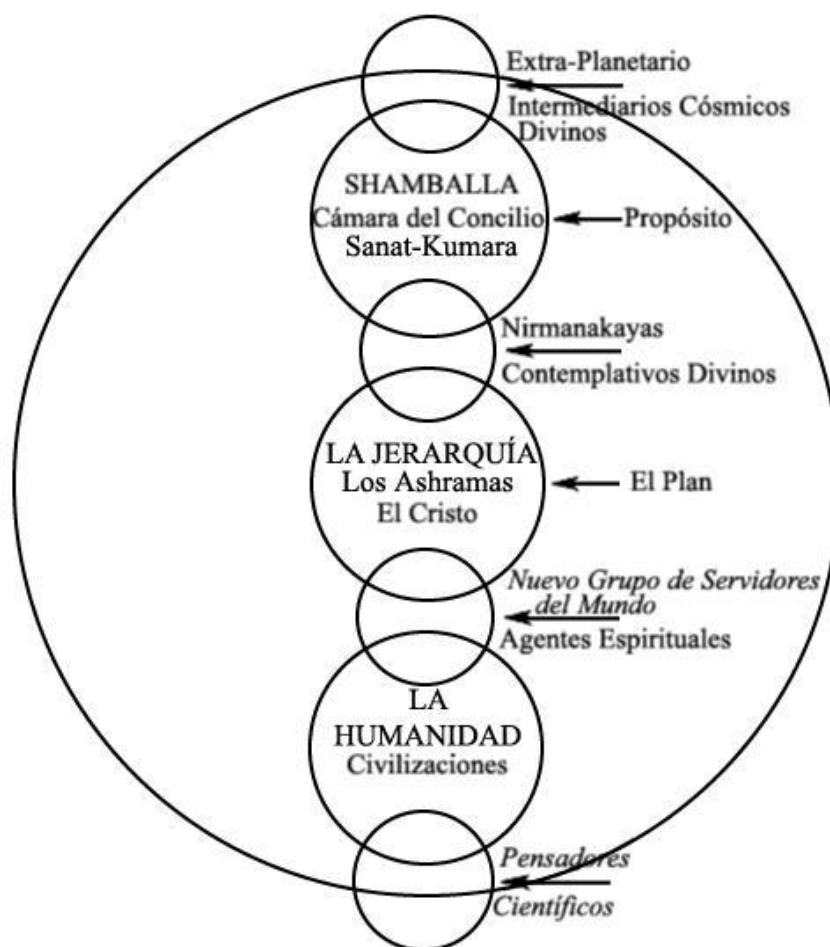 Extra-Planetario
Intermediarios Cósmicos
Divinos
SHAMBALLA
Cámara del Concilio
Sanat-Kumara
Propósito
Nirmanakayas
Contemplativos Divinos
LA JERARQUÍA
Los Ashramas
El Cristo
El Plan
Nuevo Grupo de Servidores
del Mundo
Agentes Espirituales
LA
HUMANIDAD
Civilizaciones
Pensadores
Científicos